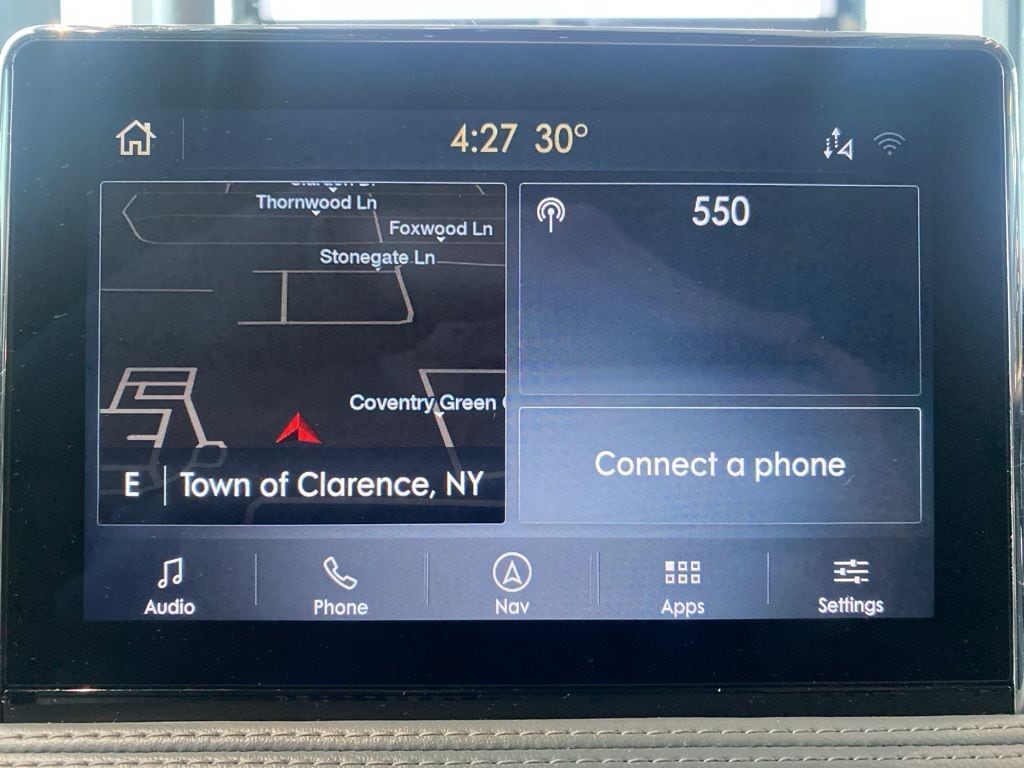 4:27 30°
Thornwood Ln
Foxwood Ln
Stonegate Ln
Coventry Green
E Town of Clarence, NY
550
Connect a phone
Audio
Phone
Nav
Apps
Settings